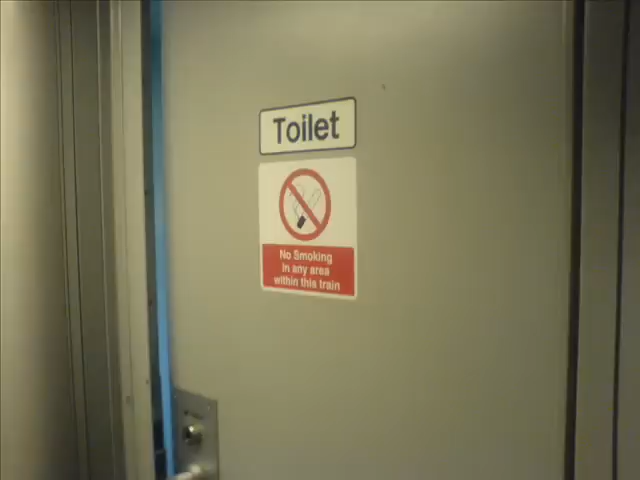 Toilet
No Smoking
in any area
within this train